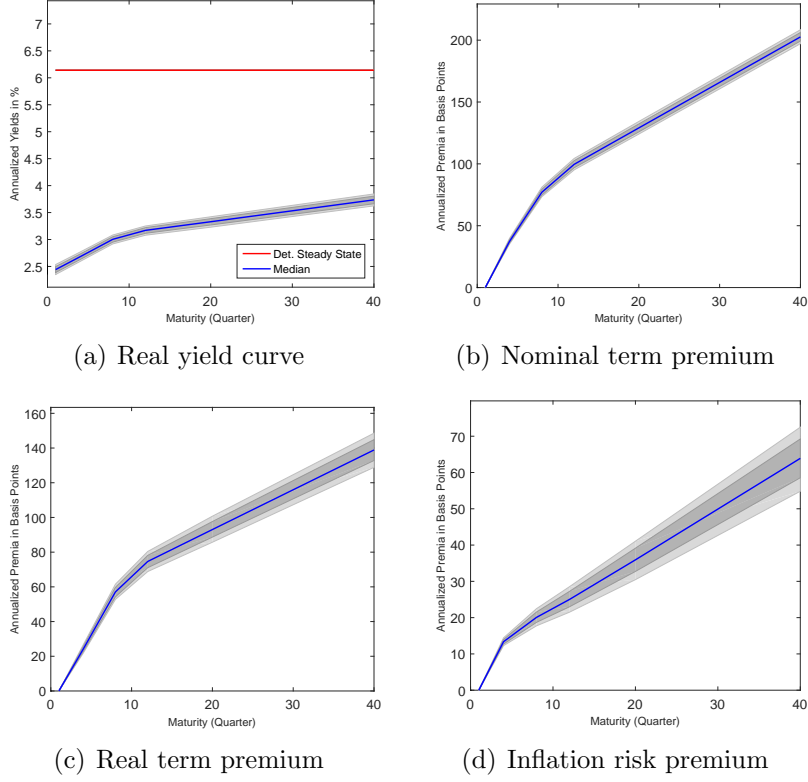 7
6.5
6
5.5
5
4.5
4
3.5
3
2.5
Annualized Yields in %
Det. Steady State
Median
0 10 20 30 40
Maturity (Quarter)
(a) Real yield curve
200
150
100
50
0
Annualized Premia in Basis Points
0 10 20 30 40
Maturity (Quarter)
(b) Nominal term premium
160
140
120
100
80
60
40
20
0
Annualized Premia in Basis Points
0 10 20 30 40
Maturity (Quarter)
(c) Real term premium
70
60
50
40
30
20
10
0
Annualized Premia in Basis Points
0 10 20 30 40
Maturity (Quarter)
(d) Inflation risk premium